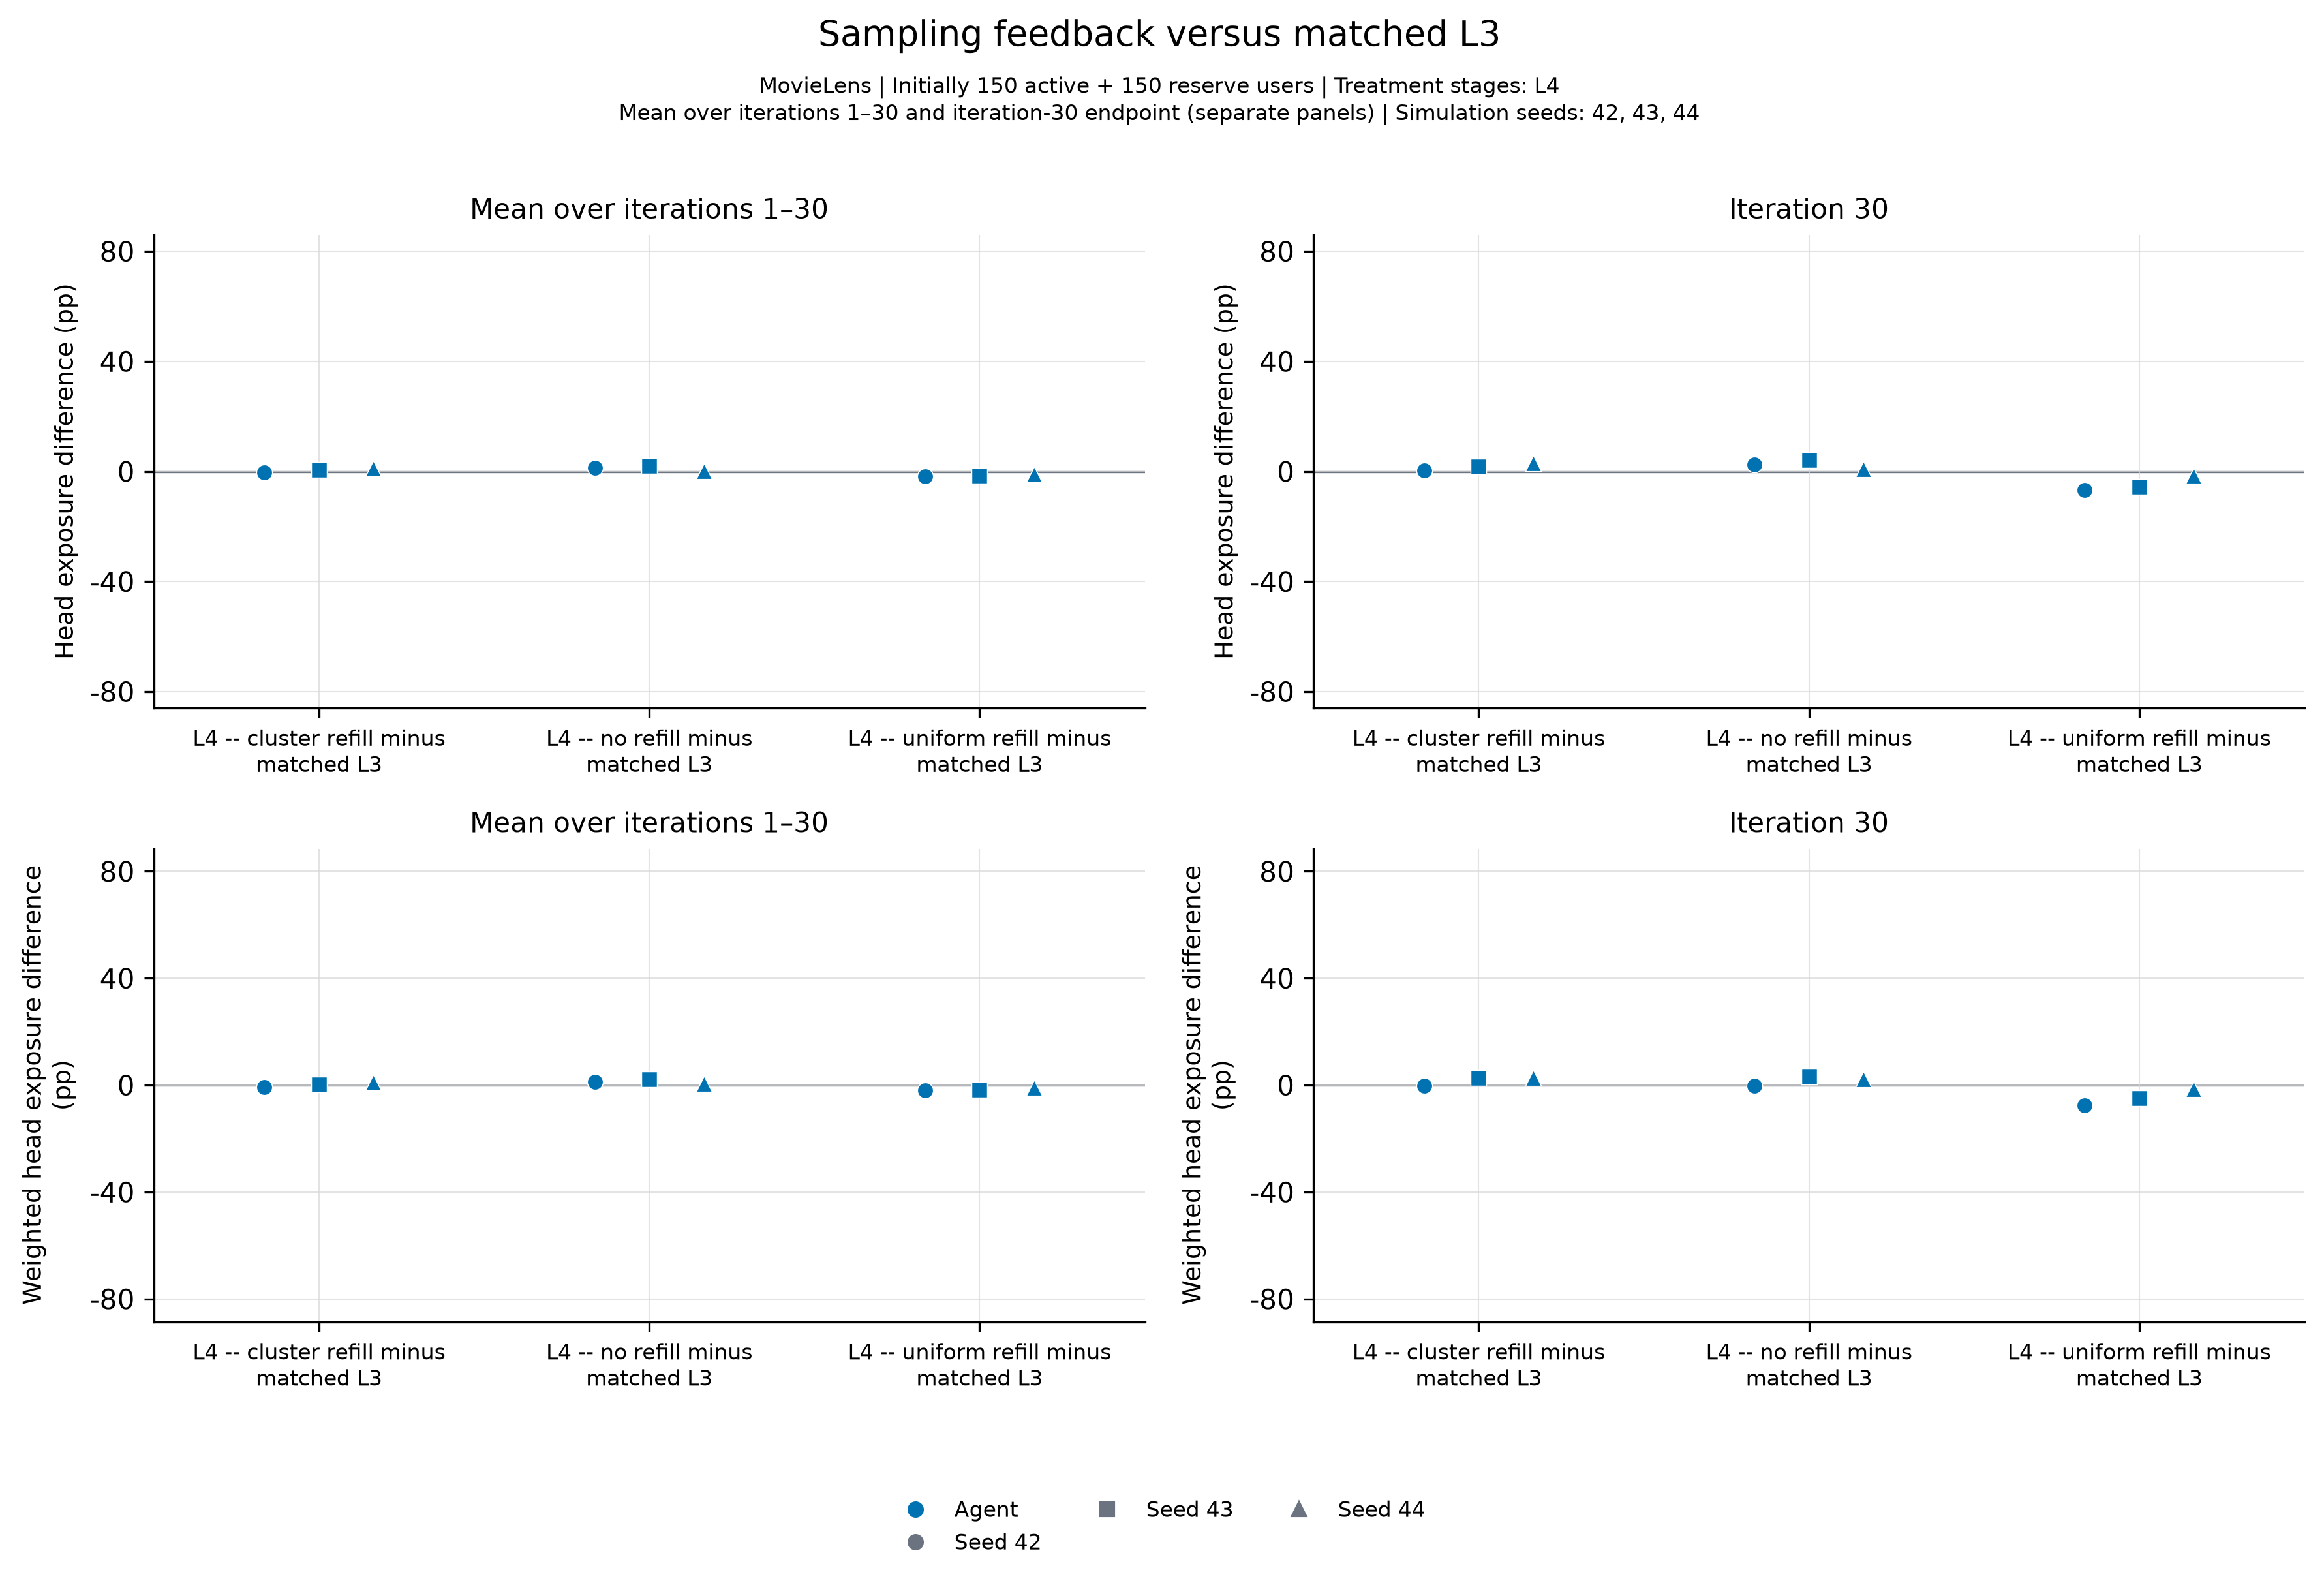 Sampling feedback versus matched L3
MovieLens | Initially 150 active + 150 reserve users | Treatment stages: L4
Mean over iterations 1–30 and iteration-30 endpoint (separate panels) | Simulation seeds: 42, 43, 44
Mean over iterations 1–30
Head exposure difference (pp)
80
40
0
-40
-80
L4 -- cluster refill minus
matched L3
L4 -- no refill minus
matched L3
L4 -- uniform refill minus
matched L3
Iteration 30
Head exposure difference (pp)
80
40
0
-40
-80
L4 -- cluster refill minus
matched L3
L4 -- no refill minus
matched L3
L4 -- uniform refill minus
matched L3
Mean over iterations 1–30
Weighted head exposure difference
(pp)
80
40
0
-40
-80
L4 -- cluster refill minus
matched L3
L4 -- no refill minus
matched L3
L4 -- uniform refill minus
matched L3
Iteration 30
Weighted head exposure difference
(pp)
80
40
0
-40
-80
L4 -- cluster refill minus
matched L3
L4 -- no refill minus
matched L3
L4 -- uniform refill minus
matched L3
Agent
Seed 42
Seed 43
Seed 44